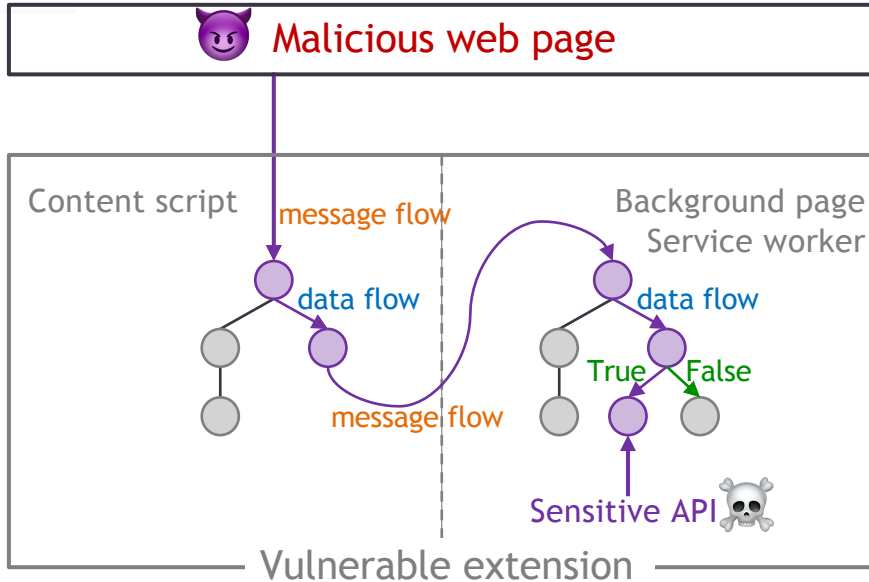 Malicious web page
Content script
message flow
Background page
Service worker
data flow
data flow
True
False
message flow
Sensitive API
Vulnerable extension